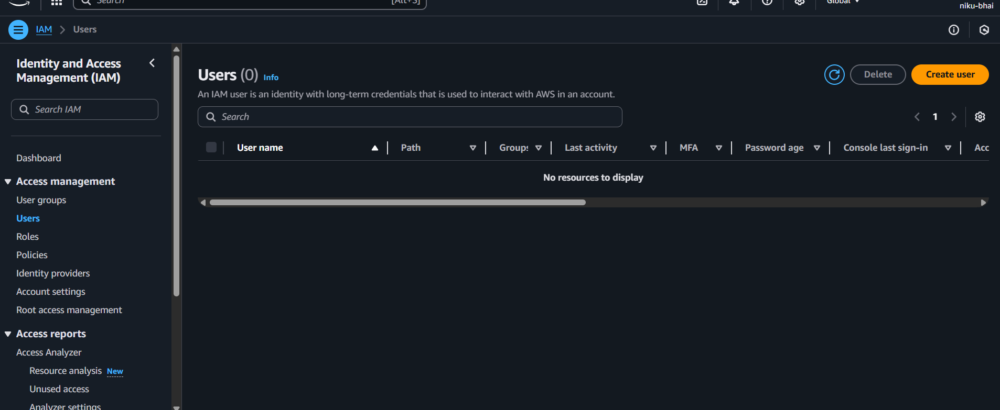 Search [Alt+S] Global
niku-bhai
IAM > Users
Identity and Access
Management (IAM)
Search IAM
Dashboard
Access management
User groups
Users
Roles
Policies
Identity providers
Account settings
Root access management
Access reports
Access Analyzer
Resource analysis New
Unused access
Analyzer settings
Users (0) Info
Delete
Create user
An IAM user is an identity with long-term credentials that is used to interact with AWS in an account.
Search
1
User name Path Groups Last activity MFA Password age Console last sign-in Acc
No resources to display